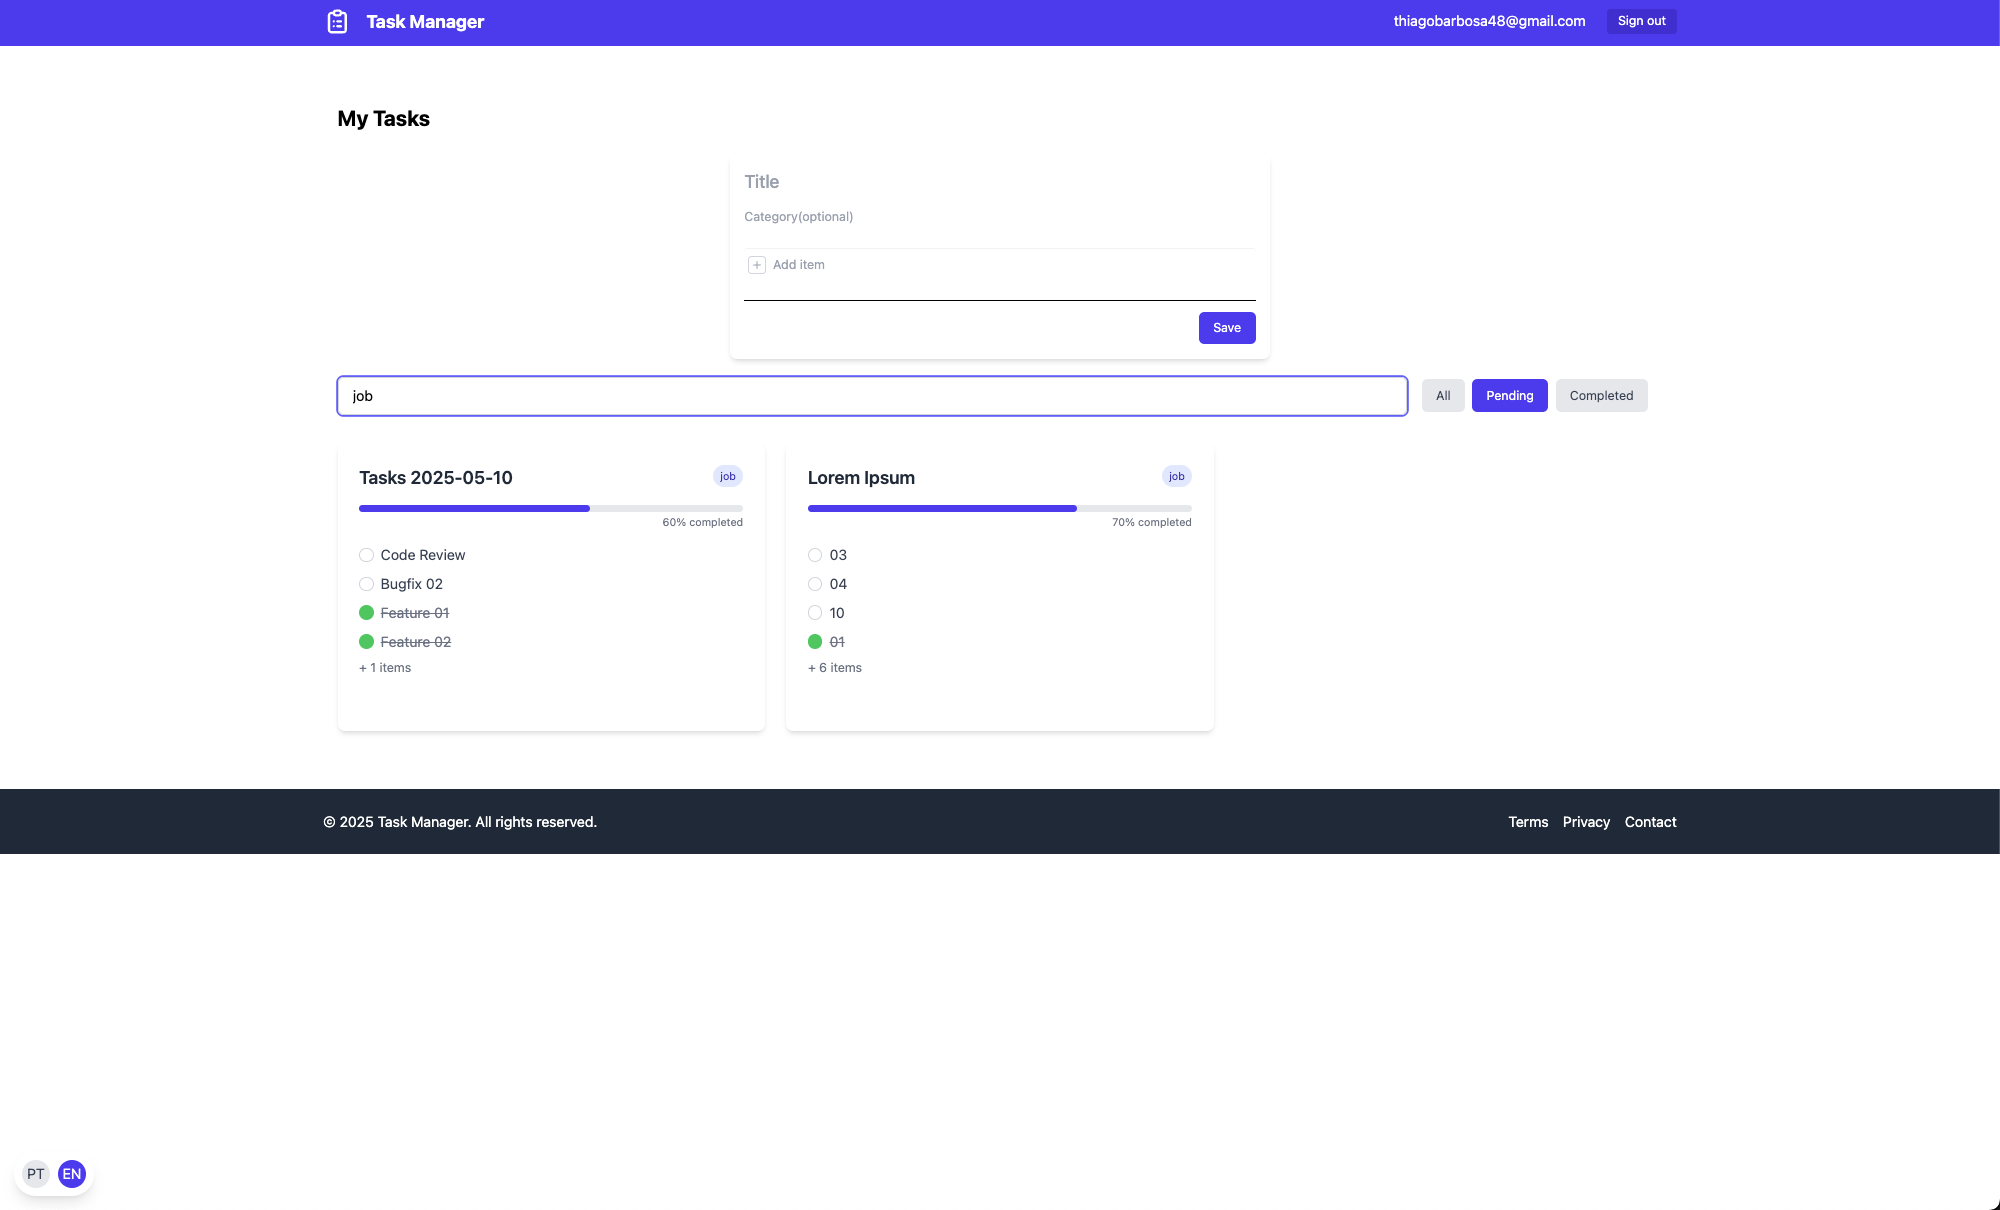 Task Manager
thiagobarbosa48@gmail.com
Sign out
My Tasks
Title
Category(optional)
Add item
Save
job
All
Pending
Completed
Tasks 2025-05-10
job
60% completed
Code Review
Bugfix 02
Feature 01
Feature 02
+ 1 items
Lorem Ipsum
job
70% completed
03
04
10
01
+ 6 items
© 2025 Task Manager. All rights reserved.
Terms
Privacy
Contact
PT
EN